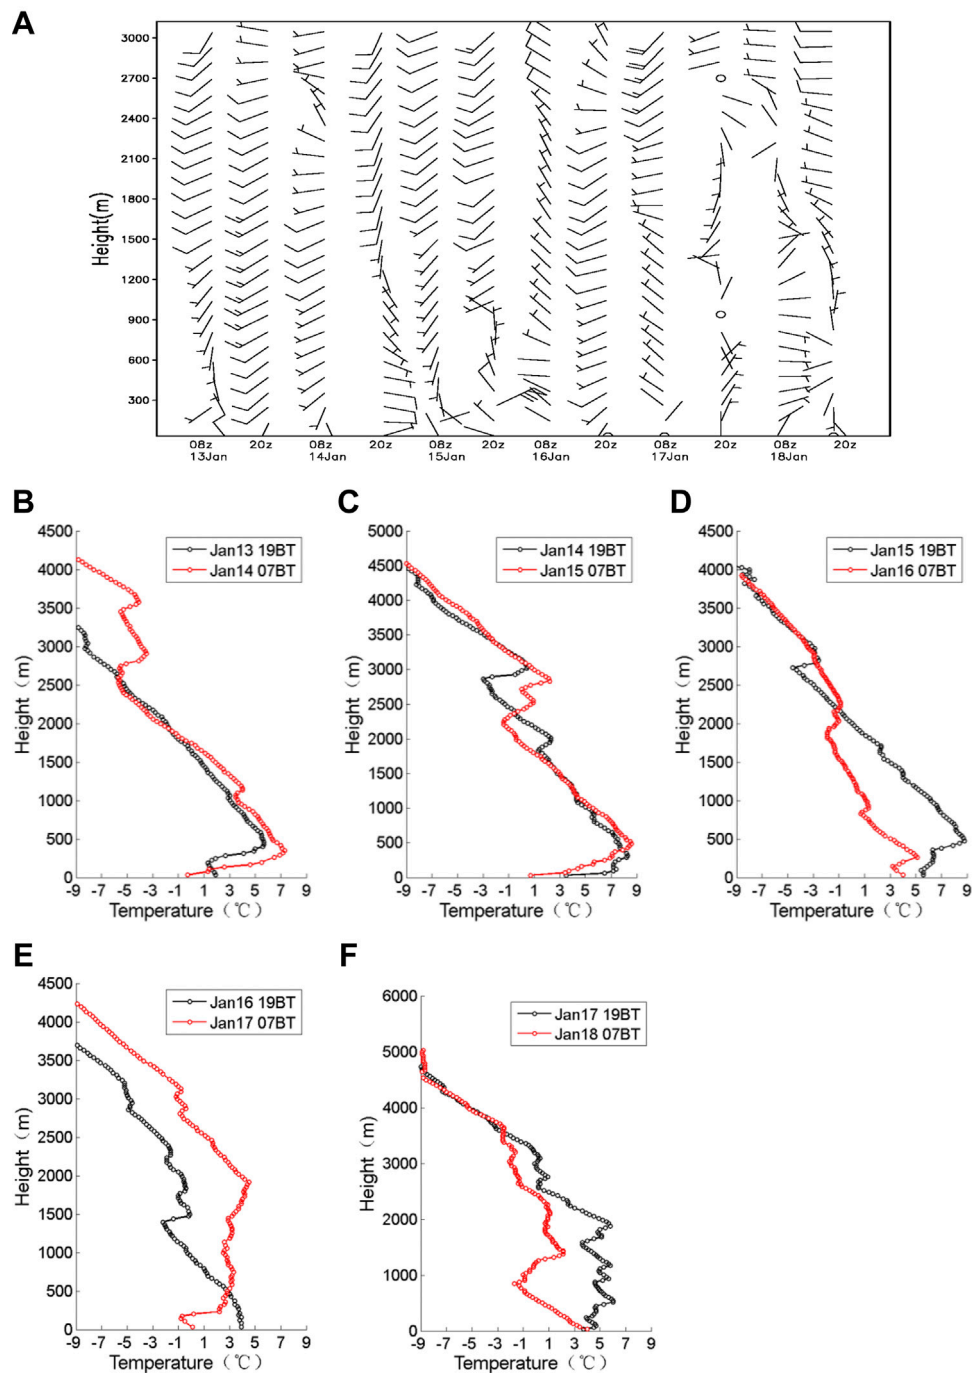 A
Height(m)
3000
2700
2400
2100
1800
1500
1200
900
600
300
08z 20z 08z 20z 08z 20z 08z 20z 08z 20z 08z 20z
13Jan 14Jan 15Jan 16Jan 17Jan 18Jan
B
Jan13 19BT
Jan14 07BT
Height (m)
4500
4000
3500
3000
2500
2000
1500
1000
500
0
-9 -7 -5 -3 -1 1 3 5 7 9
Temperature (℃)
C
Jan14 19BT
Jan15 07BT
Height (m)
5000
4500
4000
3500
3000
2500
2000
1500
1000
500
0
-9 -7 -5 -3 -1 1 3 5 7 9
Temperature (℃)
D
Jan15 19BT
Jan16 07BT
Height (m)
4500
4000
3500
3000
2500
2000
1500
1000
500
0
-9 -7 -5 -3 -1 1 3 5 7 9
Temperature (℃)
E
Jan16 19BT
Jan17 07BT
Height (m)
4500
4000
3500
3000
2500
2000
1500
1000
500
0
-9 -7 -5 -3 -1 1 3 5 7 9
Temperature (℃)
F
Jan17 19BT
Jan18 07BT
Height (m)
6000
5000
4000
3000
2000
1000
0
-9 -7 -5 -3 -1 1 3 5 7 9
Temperature (℃)